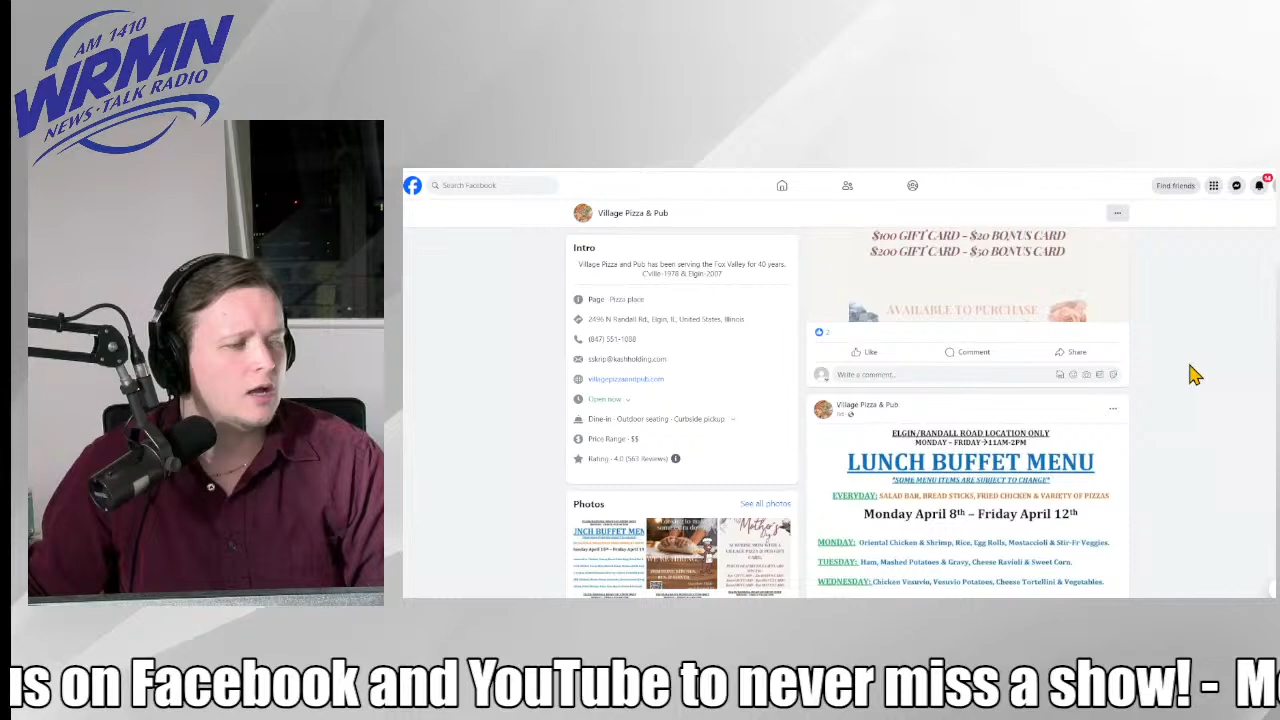 AM 1410
WRMN
NEWS·TALK RADIO
Search Facebook
Find friends
14
Village Pizza & Pub
$100 GIFT CARD - $20 BONUS CARD
$200 GIFT CARD - $50 BONUS CARD
AVAILABLE TO PURCHASE
2
Like
Comment
Share
Write a comment...
Intro
Village Pizza and Pub has been serving the Fox Valley for 40 years.
C'ville-1978 & Elgin-2007
Page · Pizza place
2496 N Randall Rd, Elgin, IL, United States, Illinois
(847) 551-1088
sskrip@kashholding.com
villagepizzaandpub.com
Open now
Dine-in · Outdoor seating · Curbside pickup
Price Range · $$
Rating · 4.0 (563 Reviews)
Photos
See all photos
Village Pizza & Pub
ELGIN/RANDALL ROAD LOCATION ONLY
MONDAY – FRIDAY→11AM-2PM
LUNCH BUFFET MENU
*SOME MENU ITEMS ARE SUBJECT TO CHANGE*
EVERYDAY: SALAD BAR, BREAD STICKS, FRIED CHICKEN & VARIETY OF PIZZAS
Monday April 8th – Friday April 12th
MONDAY: Oriental Chicken & Shrimp, Rice, Egg Rolls, Mostaccioli & Stir-Fr Veggies.
TUESDAY: Ham, Mashed Potatoes & Gravy, Cheese Ravioli & Sweet Corn.
WEDNESDAY: Chicken Vesuvio, Vesuvio Potatoes, Cheese Tortellini & Vegetables.
us on Facebook and YouTube to never miss a show! -